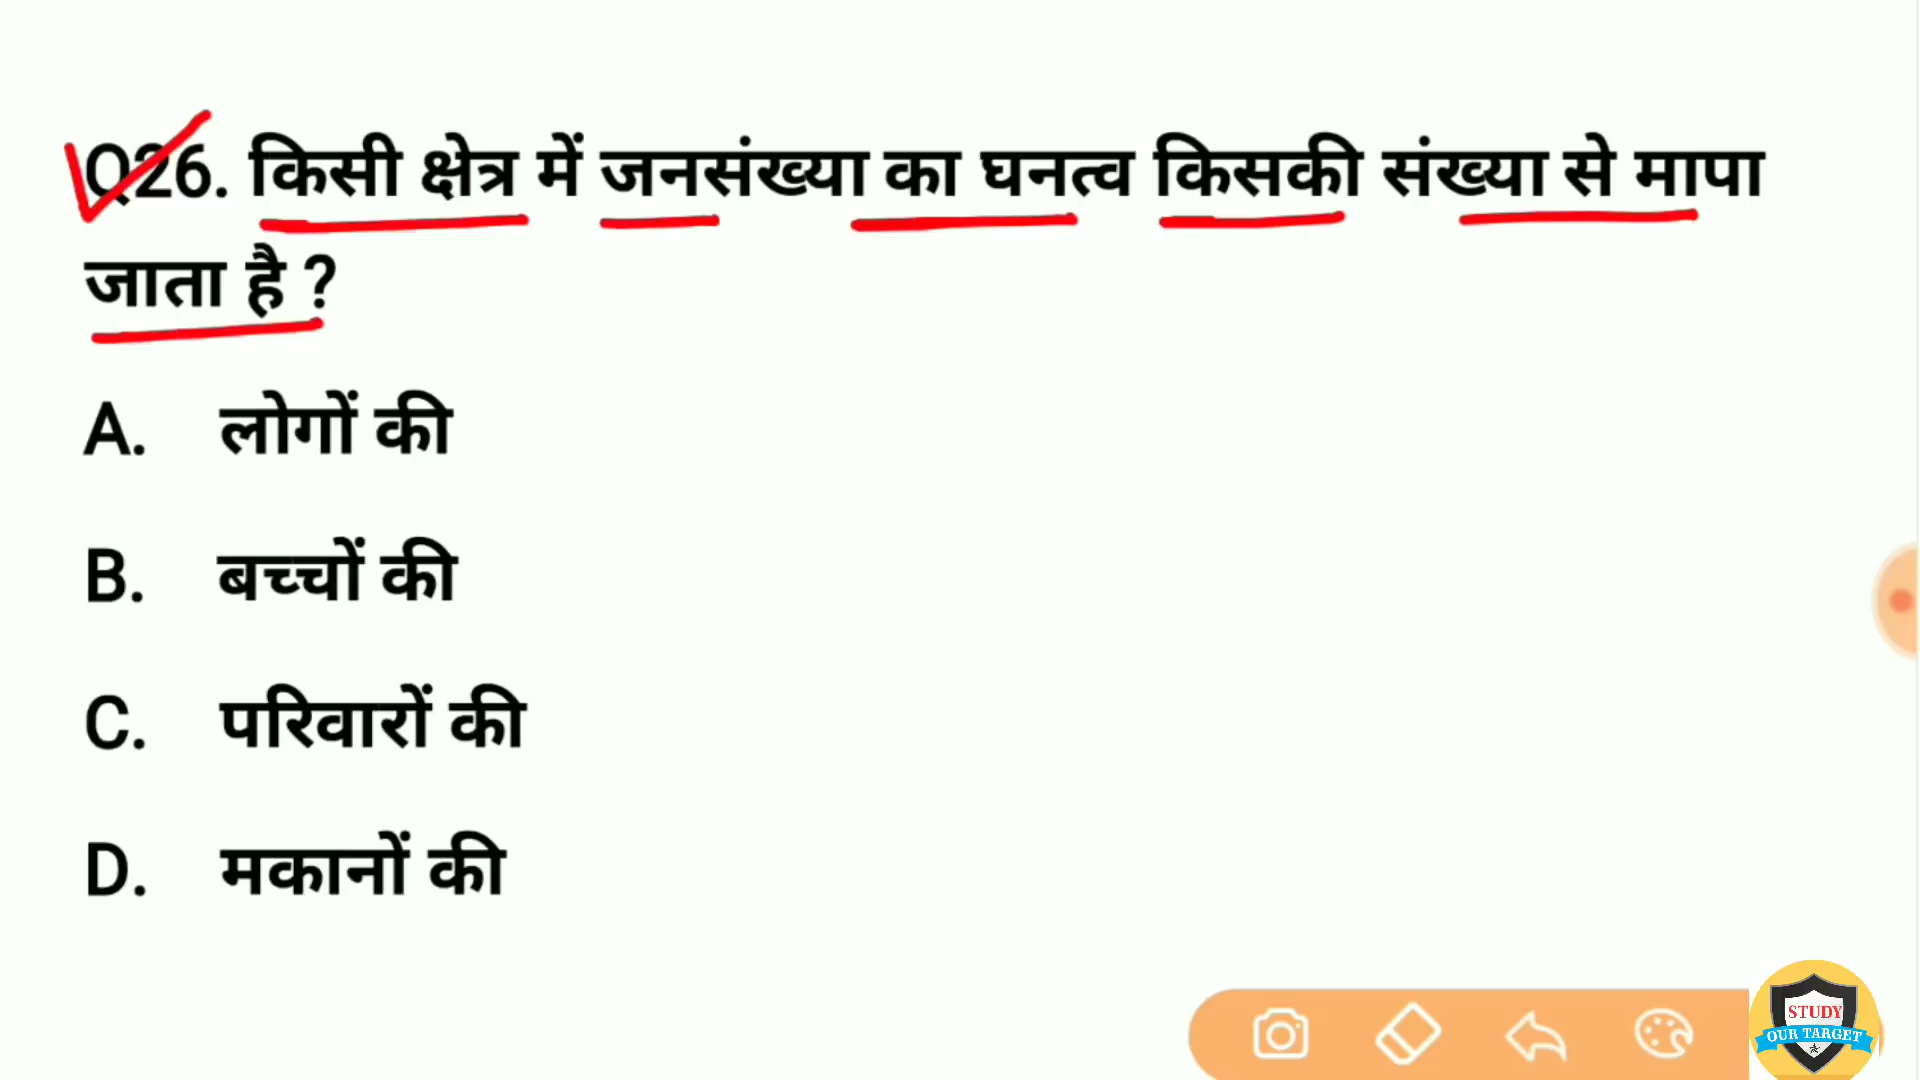 Q26. किसी क्षेत्र में जनसंख्या का घनत्व किसकी संख्या से मापा
जाता है ?
A. लोगों की
B. बच्चों की
C. परिवारों की
D. मकानों की
STUDY
OUR TARGET